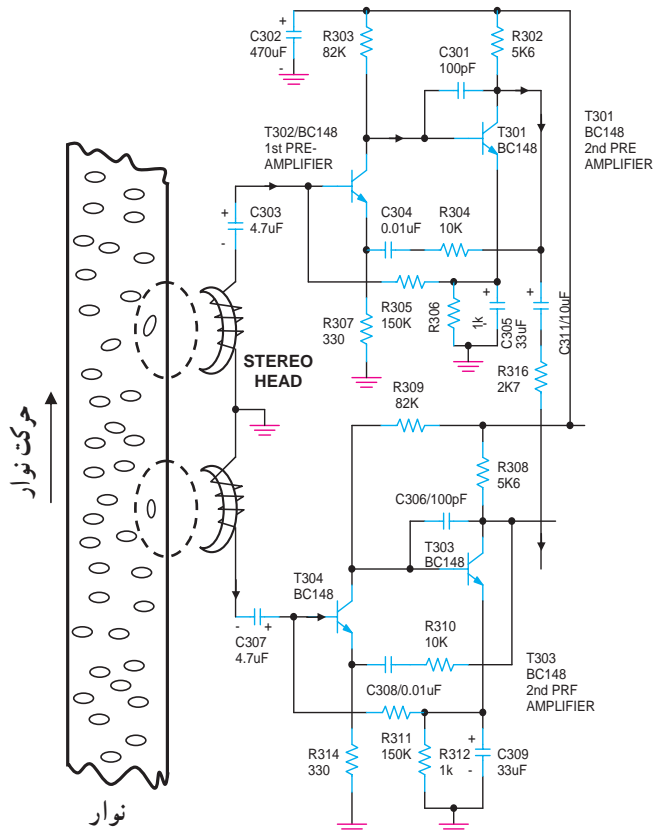 C302
470uF
R303
82K
C301
100pF
R302
5K6
T302/BC148
1st PRE-
AMPLIFIER
T301
BC148
T301
BC148
2nd PRE
AMPLIFIER
C303
4.7uF
C304
0.01uF
R304
10K
R305
150K
R306
1k
C305
33uF
C311/10uF
R307
330
R316
2K7
STEREO
HEAD
حرکت نوار
R309
82K
R308
5K6
C306/100pF
T303
BC148
T304
BC148
C307
4.7uF
R310
10K
C308/0.01uF
T303
BC148
2nd PRF
AMPLIFIER
R314
330
R311
150K
R312
1k
C309
33uF
نوار